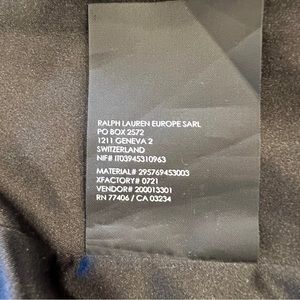 RALPH LAUREN EUROPE SARL
PO BOX 2572
1211 GENEVA 2
SWITZERLAND
NIF# IT03945310963
MATERIAL# 295769453003
XFACTORY# 0721
VENDOR# 200013301
RN 77406 / CA 03234